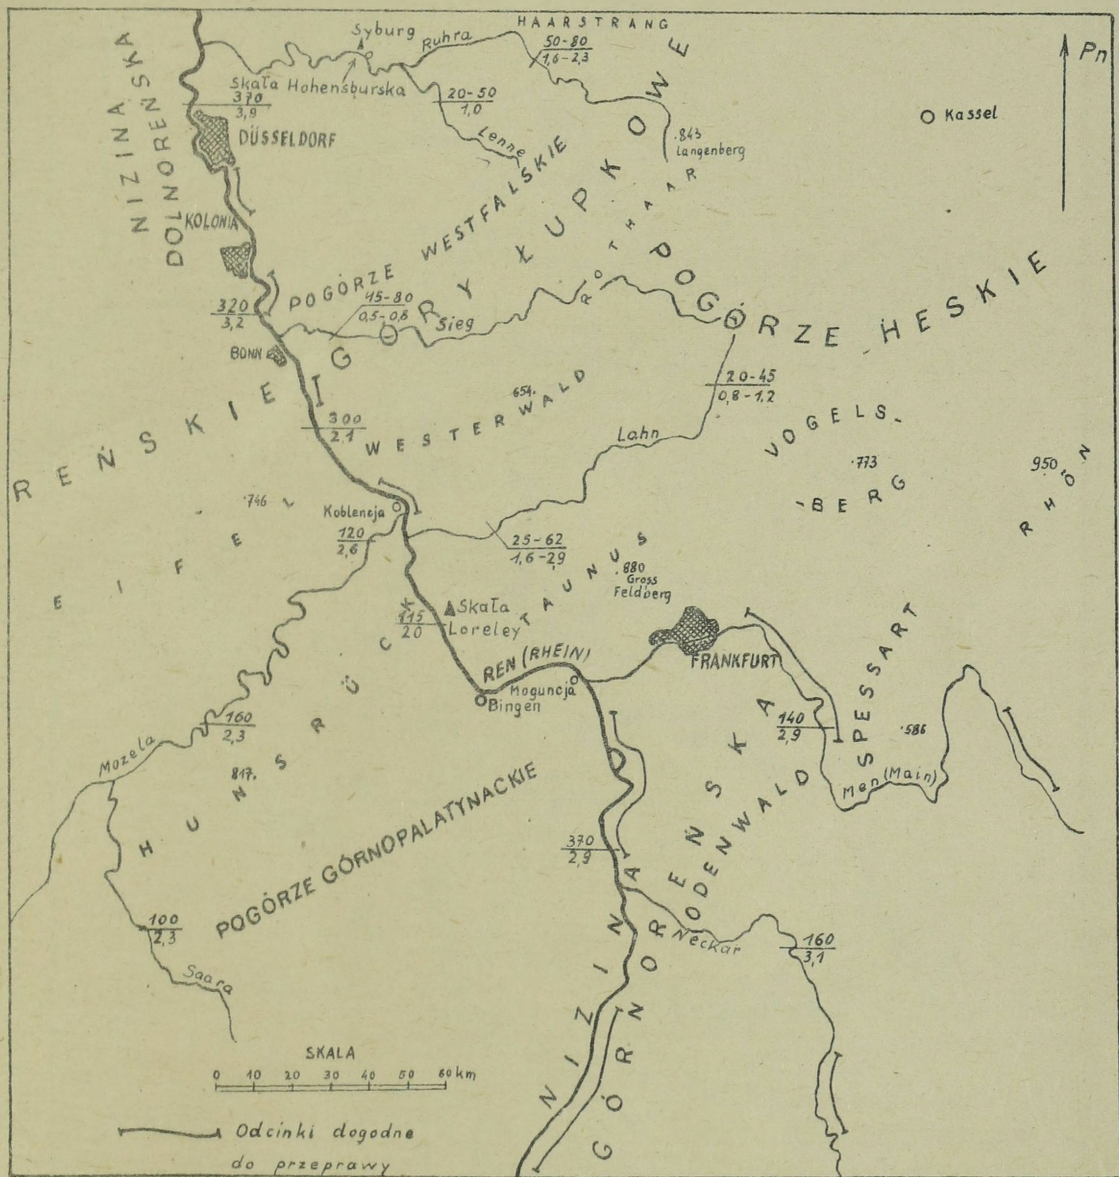 HAARSTRANG
Syburg
Ruhra
50-80
1,6-2,3
Pn
Skała Hohensburska
20-50
1,0
Lenne
Kassel
.843
Langenberg
370
3,9
DÜSSELDORF
NIZINA
DOLNOREŃSKA
KOLONIA
POGÓRZE WESTFALSKIE
ROTHAAR
REŃSKIE GÓRY ŁUPKOWE
POGÓRZE HESKIE
320
3,2
45-80
0,5-0,8
Sieg
BONN
654.
WESTERWALD
20-45
0,8-1,2
300
2,1
Lahn
VOGELS-
-BERG
.773
950.
RHÖN
.746
EIFEL
Koblencja
120
2,6
25-62
1,6-2,9
TAUNUS
.880
Gross
Feldberg
Skała
Loreley
20
REN (RHEIN)
Moguncja
Bingen
FRANKFURT
SPESSART
.586
140
2,9
Men (Main)
160
2,3
Mozela
817.
HUNSRÜCK
POGÓRZE GÓRNOPALATYNACKIE
ODENWALD
370
2,9
NIZINA
GÓRNOREŃSKA
Neckar
160
3,1
100
2,3
Saara
SKALA
0 10 20 30 40 50 60 km
Odcinki dogodne
do przeprawy